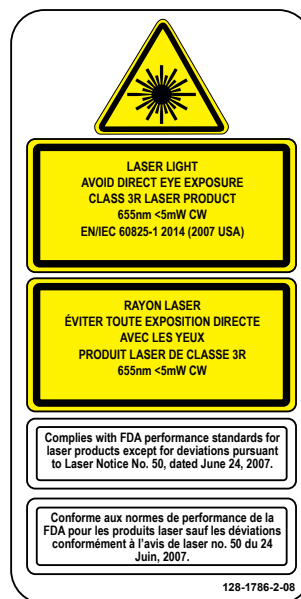 LASER LIGHT
AVOID DIRECT EYE EXPOSURE
CLASS 3R LASER PRODUCT
655nm <5mW CW
EN/IEC 60825-1 2014 (2007 USA)
RAYON LASER
ÉVITER TOUTE EXPOSITION DIRECTE
AVEC LES YEUX
PRODUIT LASER DE CLASSE 3R
655nm <5mW CW
Complies with FDA performance standards for
laser products except for deviations pursuant
to Laser Notice No. 50, dated June 24, 2007.
Conforme aux normes de performance de la
FDA pour les produits laser sauf les déviations
conformément à l'avis de laser no. 50 du 24
Juin, 2007.
128-1786-2-08